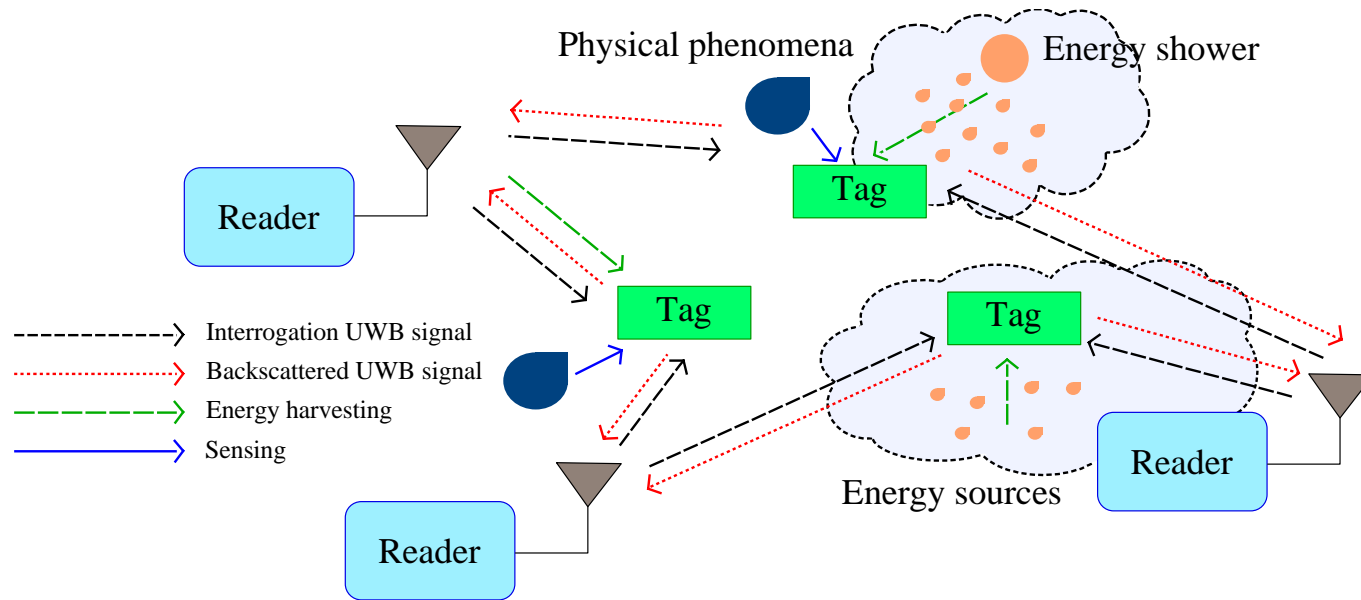 Physical phenomena
Energy shower
Reader
Tag
Tag
Tag
Interrogation UWB signal
Backscattered UWB signal
Energy harvesting
Sensing
Reader
Energy sources
Reader